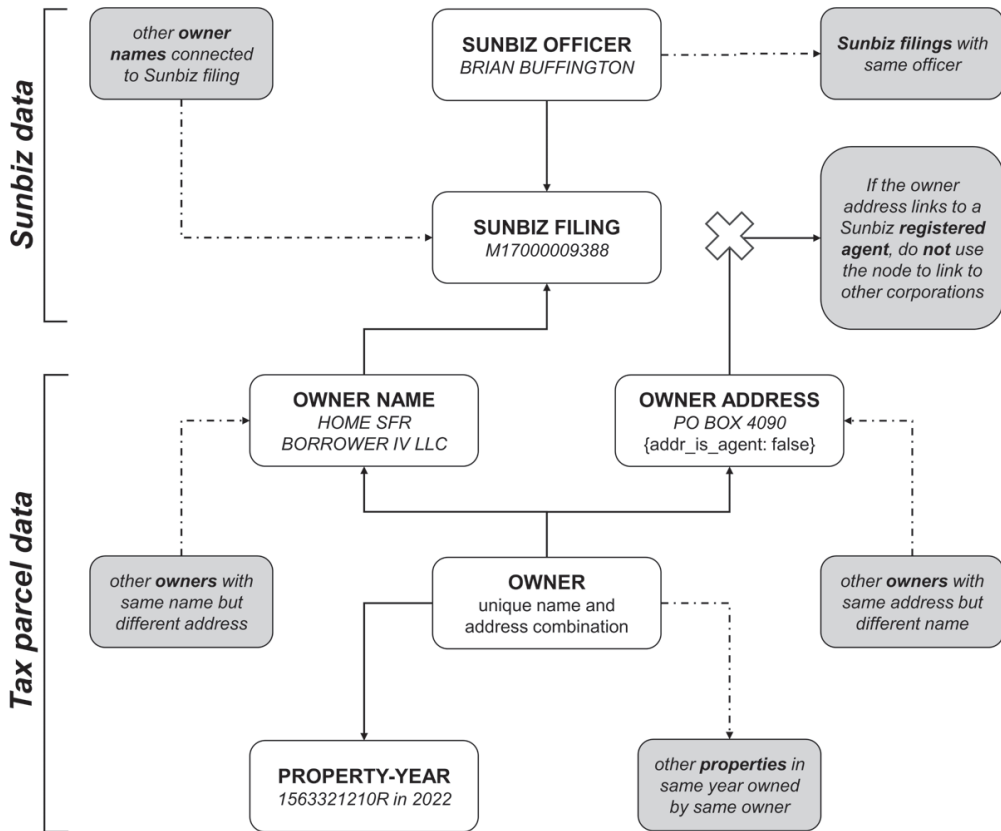 Sunbiz data
other owner
names connected
to Sunbiz filing
SUNBIZ OFFICER
BRIAN BUFFINGTON
Sunbiz filings with
same officer
SUNBIZ FILING
M17000009388
If the owner
address links to a
Sunbiz registered
agent, do not use
the node to link to
other corporations
Tax parcel data
OWNER NAME
HOME SFR
BORROWER IV LLC
OWNER ADDRESS
PO BOX 4090
{addr_is_agent: false}
other owners with
same name but
different address
OWNER
unique name and
address combination
other owners with
same address but
different name
PROPERTY-YEAR
1563321210R in 2022
other properties in
same year owned
by same owner